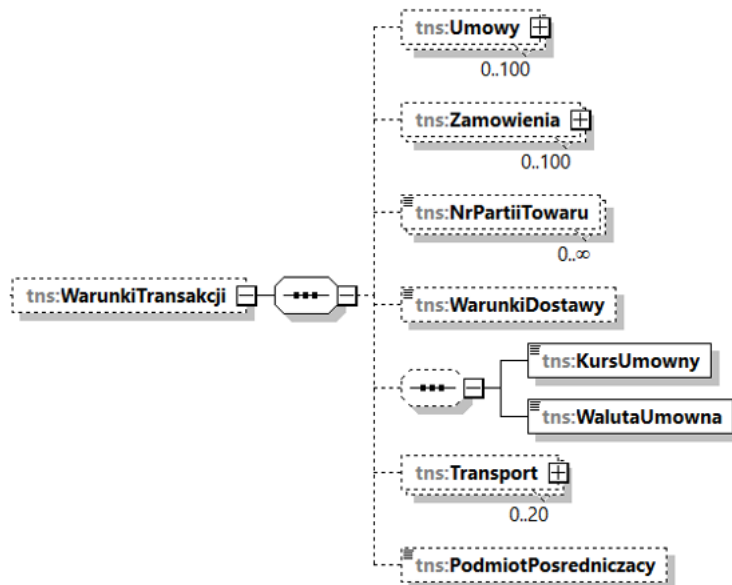 tns:Umowy
0..100
tns:Zamowienia
0..100
tns:NrPartiiTowaru
0..∞
tns:WarunkiTransakcji
tns:WarunkiDostawy
tns:KursUmowny
tns:WalutaUmowna
tns:Transport
0..20
tns:PodmiotPosredniczacy